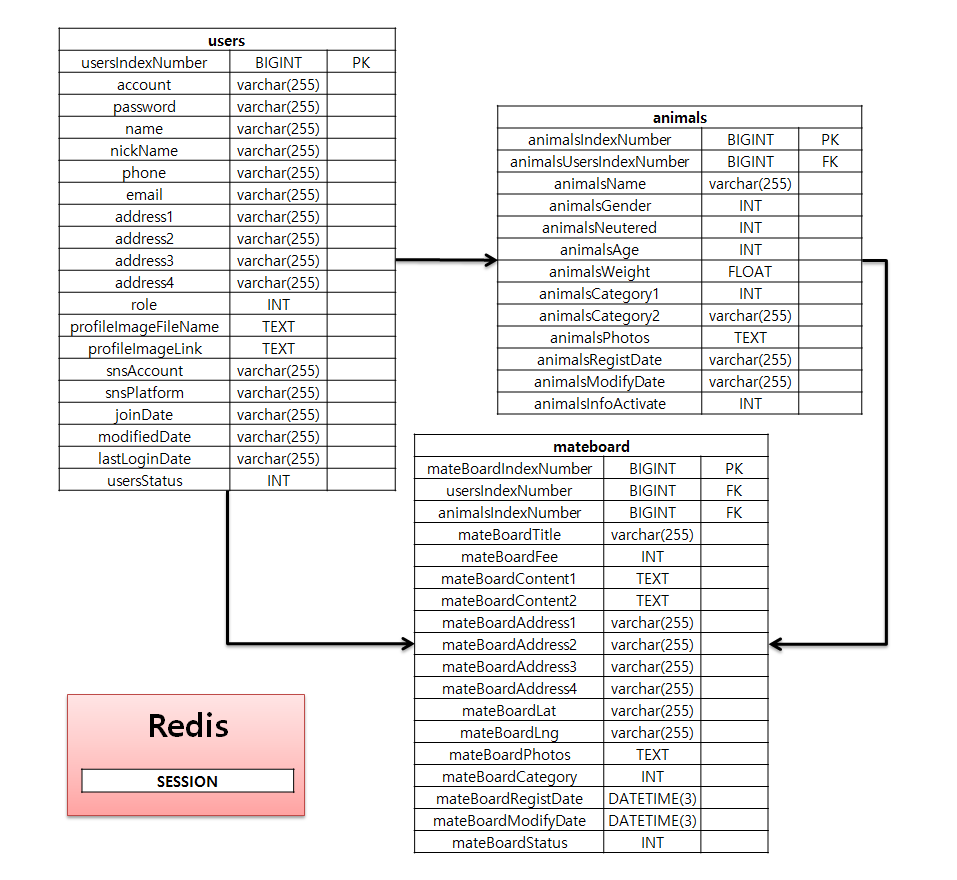 users
usersIndexNumber BIGINT PK
account varchar(255)
password varchar(255)
name varchar(255)
nickName varchar(255)
phone varchar(255)
email varchar(255)
address1 varchar(255)
address2 varchar(255)
address3 varchar(255)
address4 varchar(255)
role INT
profileImageFileName TEXT
profileImageLink TEXT
snsAccount varchar(255)
snsPlatform varchar(255)
joinDate varchar(255)
modifiedDate varchar(255)
lastLoginDate varchar(255)
usersStatus INT
animals
animalsIndexNumber BIGINT PK
animalsUsersIndexNumber BIGINT FK
animalsName varchar(255)
animalsGender INT
animalsNeutered INT
animalsAge INT
animalsWeight FLOAT
animalsCategory1 INT
animalsCategory2 varchar(255)
animalsPhotos TEXT
animalsRegistDate varchar(255)
animalsModifyDate varchar(255)
animalsInfoActivate INT
mateboard
mateBoardIndexNumber BIGINT PK
usersIndexNumber BIGINT FK
animalsIndexNumber BIGINT FK
mateBoardTitle varchar(255)
mateBoardFee INT
mateBoardContent1 TEXT
mateBoardContent2 TEXT
mateBoardAddress1 varchar(255)
mateBoardAddress2 varchar(255)
mateBoardAddress3 varchar(255)
mateBoardAddress4 varchar(255)
mateBoardLat varchar(255)
mateBoardLng varchar(255)
mateBoardPhotos TEXT
mateBoardCategory INT
mateBoardRegistDate DATETIME(3)
mateBoardModifyDate DATETIME(3)
mateBoardStatus INT
Redis
SESSION